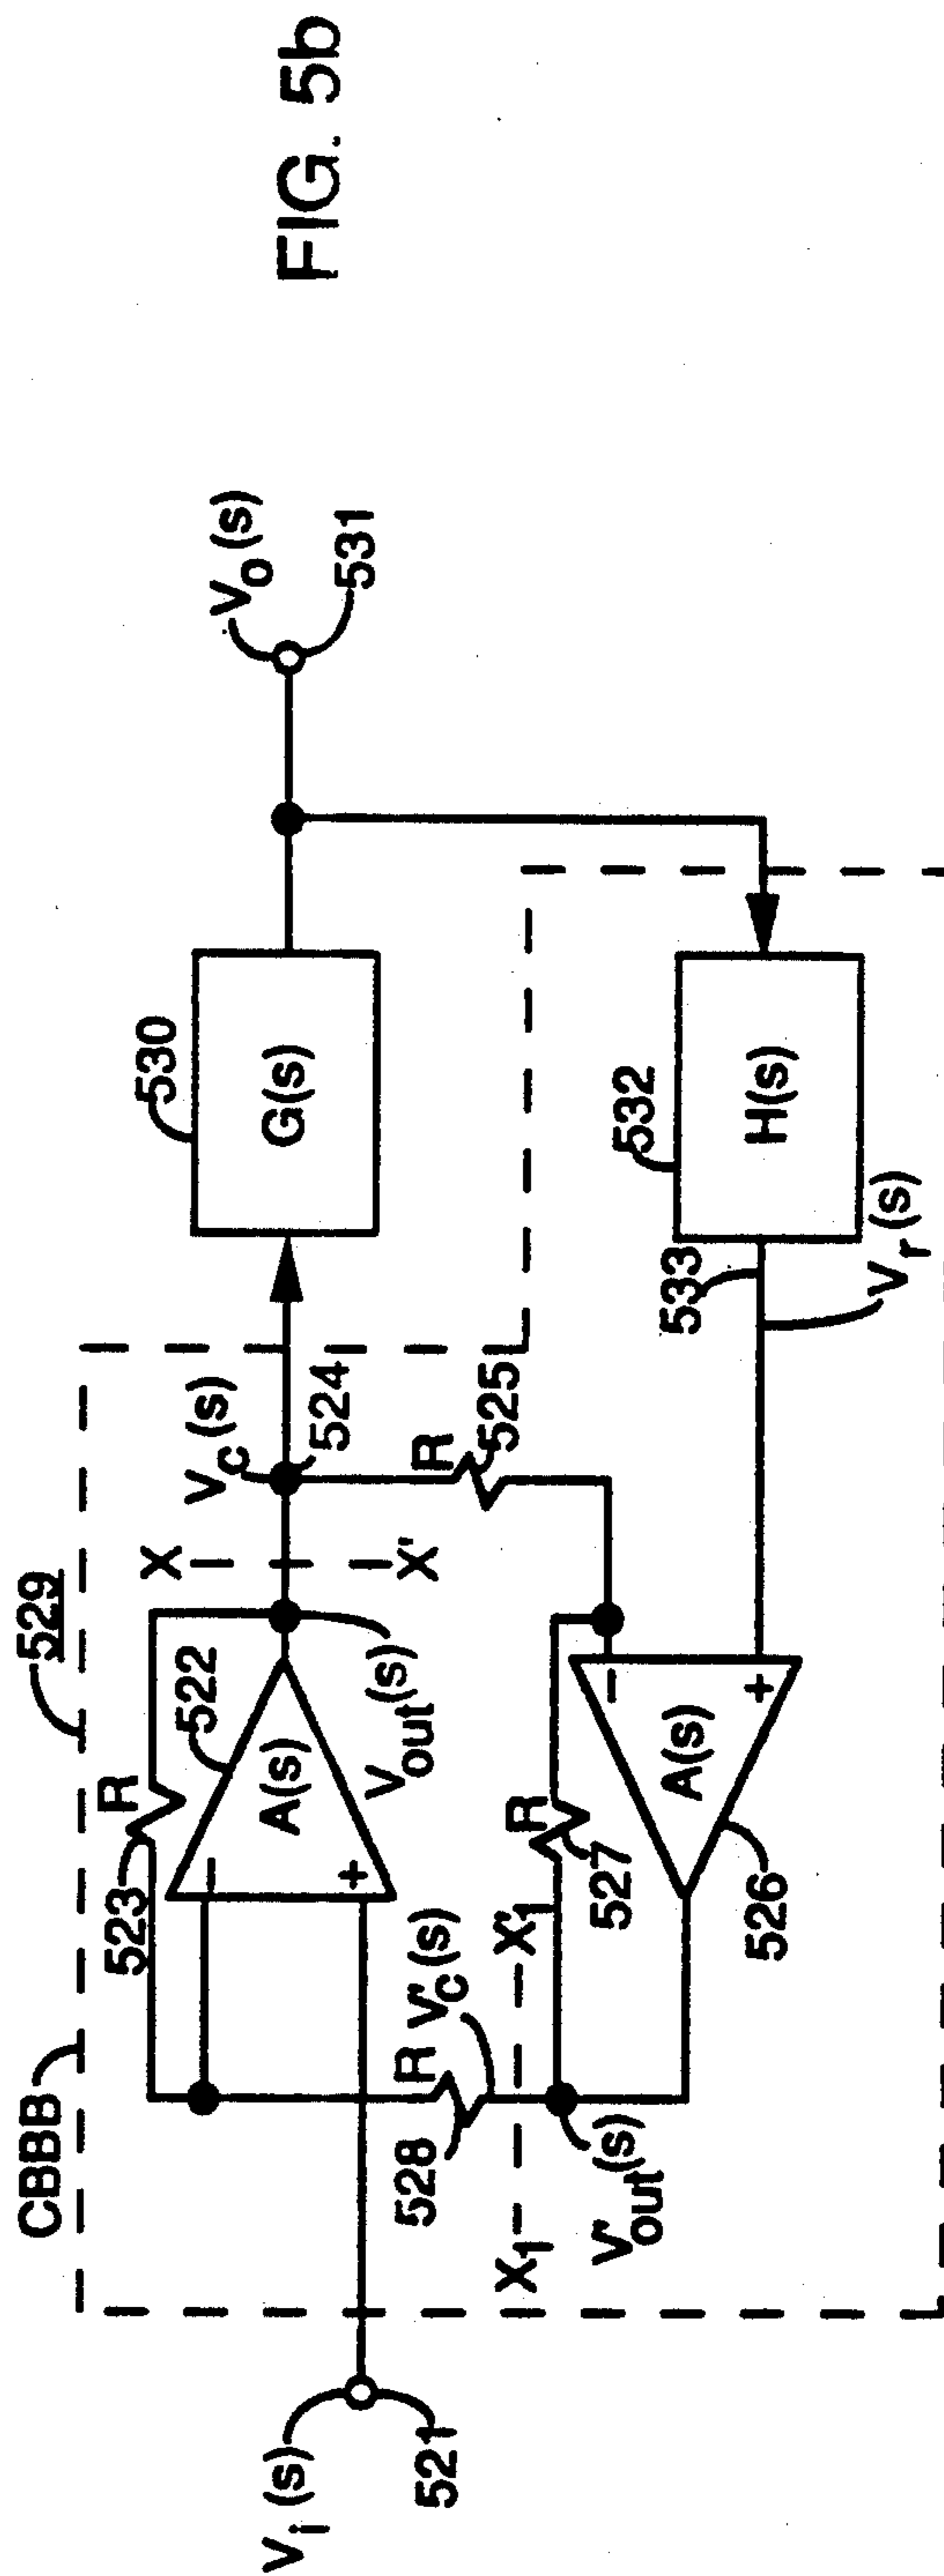 FIG. 5b
CBBB
529
X
V_c(s)
530
V_o(s)
R
523
522
A(s)
-
+
V_out(s)
X'
524
G(s)
531
V_i(s)
521
R
V'_c(s)
528
X_1
X'_1
R
525
R
527
-
+
A(s)
526
V'_out(s)
532
H(s)
533
V_r(s)